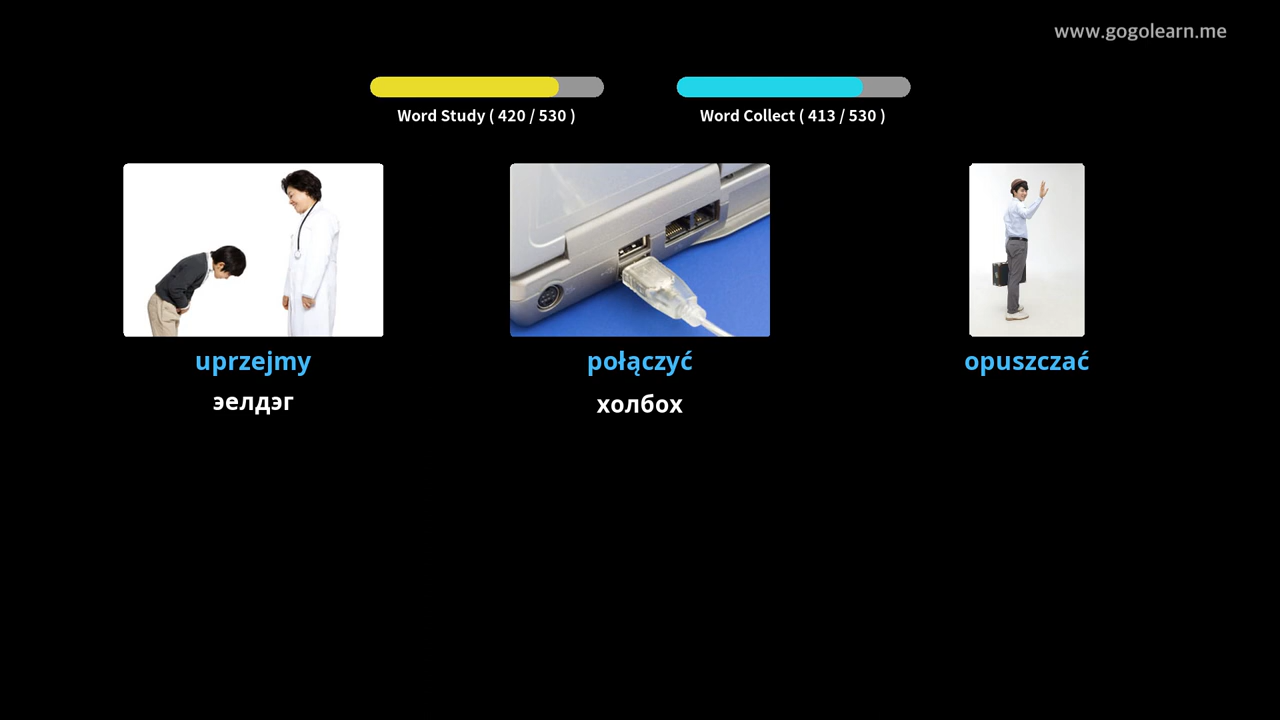 www.gogolearn.me
Word Study ( 420 / 530 )
Word Collect ( 413 / 530 )
uprzejmy
połączyć
opuszczać
эелдэг
холбох